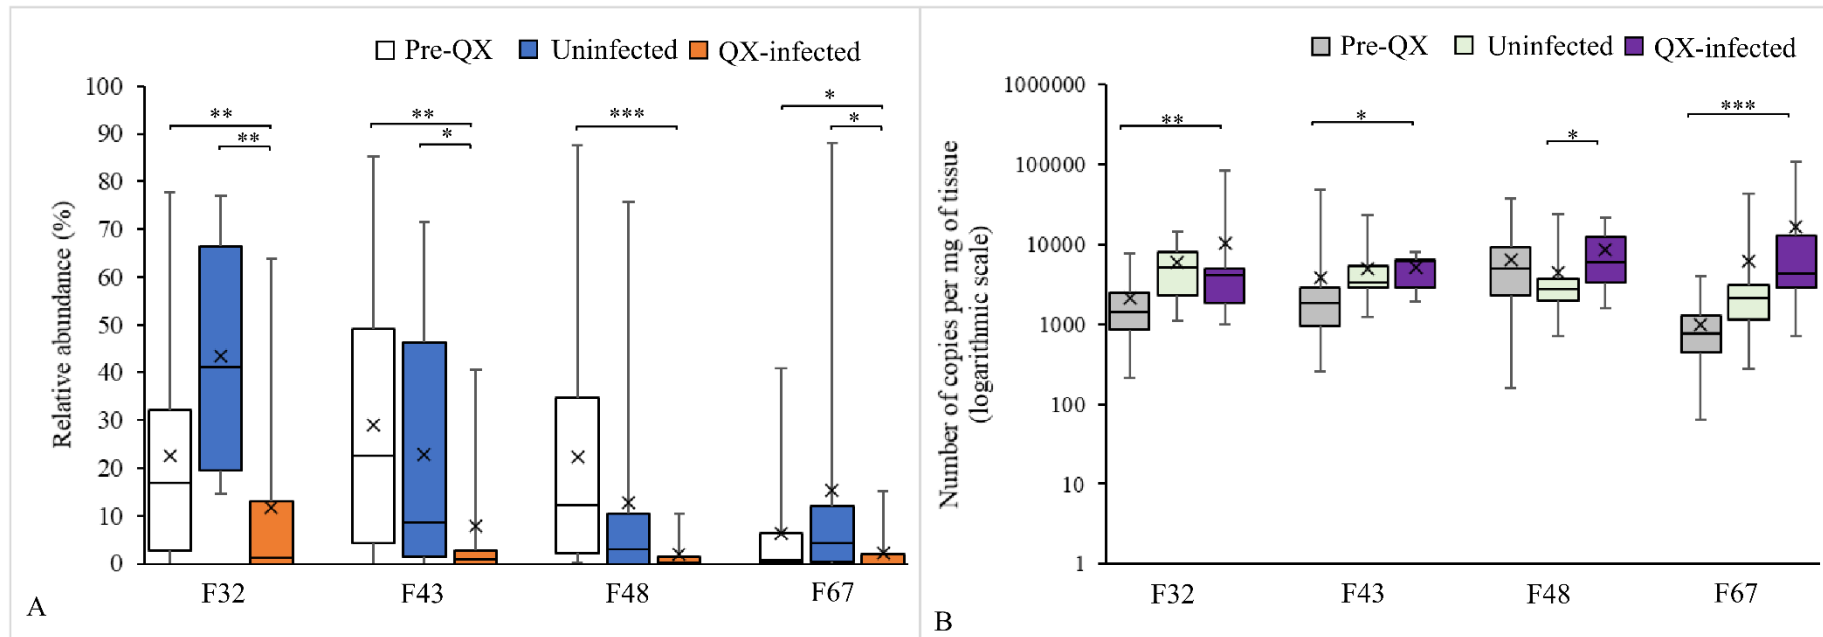 Pre-QX Uninfected QX-infected
Relative abundance (%)
100
90
80
70
60
50
40
30
20
10
0
** ** ** * *** * *
F32 F43 F48 F67
A
Pre-QX Uninfected QX-infected
Number of copies per mg of tissue
(logarithmic scale)
1000000
100000
10000
1000
100
10
1
** * * ***
F32 F43 F48 F67
B